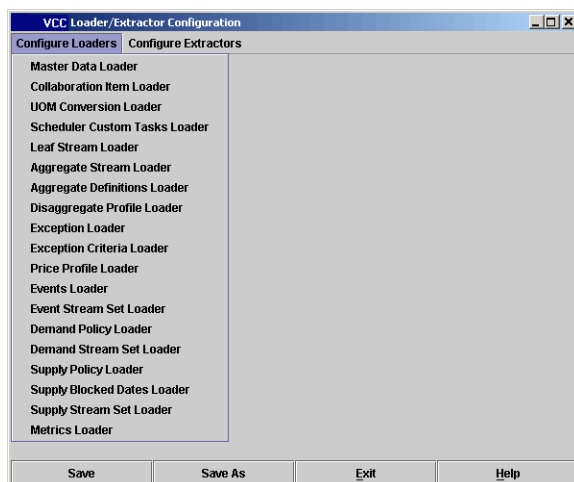 VCC Loader/Extractor Configuration
Configure Loaders Configure Extractors
Master Data Loader
Collaboration Item Loader
UOM Conversion Loader
Scheduler Custom Tasks Loader
Leaf Stream Loader
Aggregate Stream Loader
Aggregate Definitions Loader
Disaggregate Profile Loader
Exception Loader
Exception Criteria Loader
Price Profile Loader
Events Loader
Event Stream Set Loader
Demand Policy Loader
Demand Stream Set Loader
Supply Policy Loader
Supply Blocked Dates Loader
Supply Stream Set Loader
Metrics Loader
Save Save As Exit Help